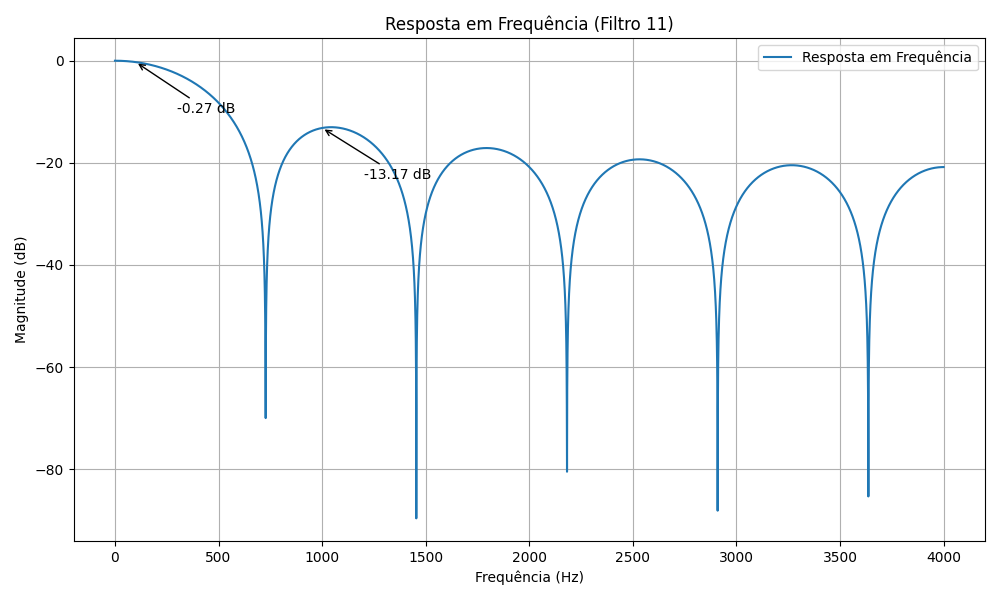 Resposta em Frequência (Filtro 11)
Resposta em Frequência
Magnitude (dB)
0
−20
−40
−60
−80
-0.27 dB
-13.17 dB
0
500
1000
1500
2000
2500
3000
3500
4000
Frequência (Hz)